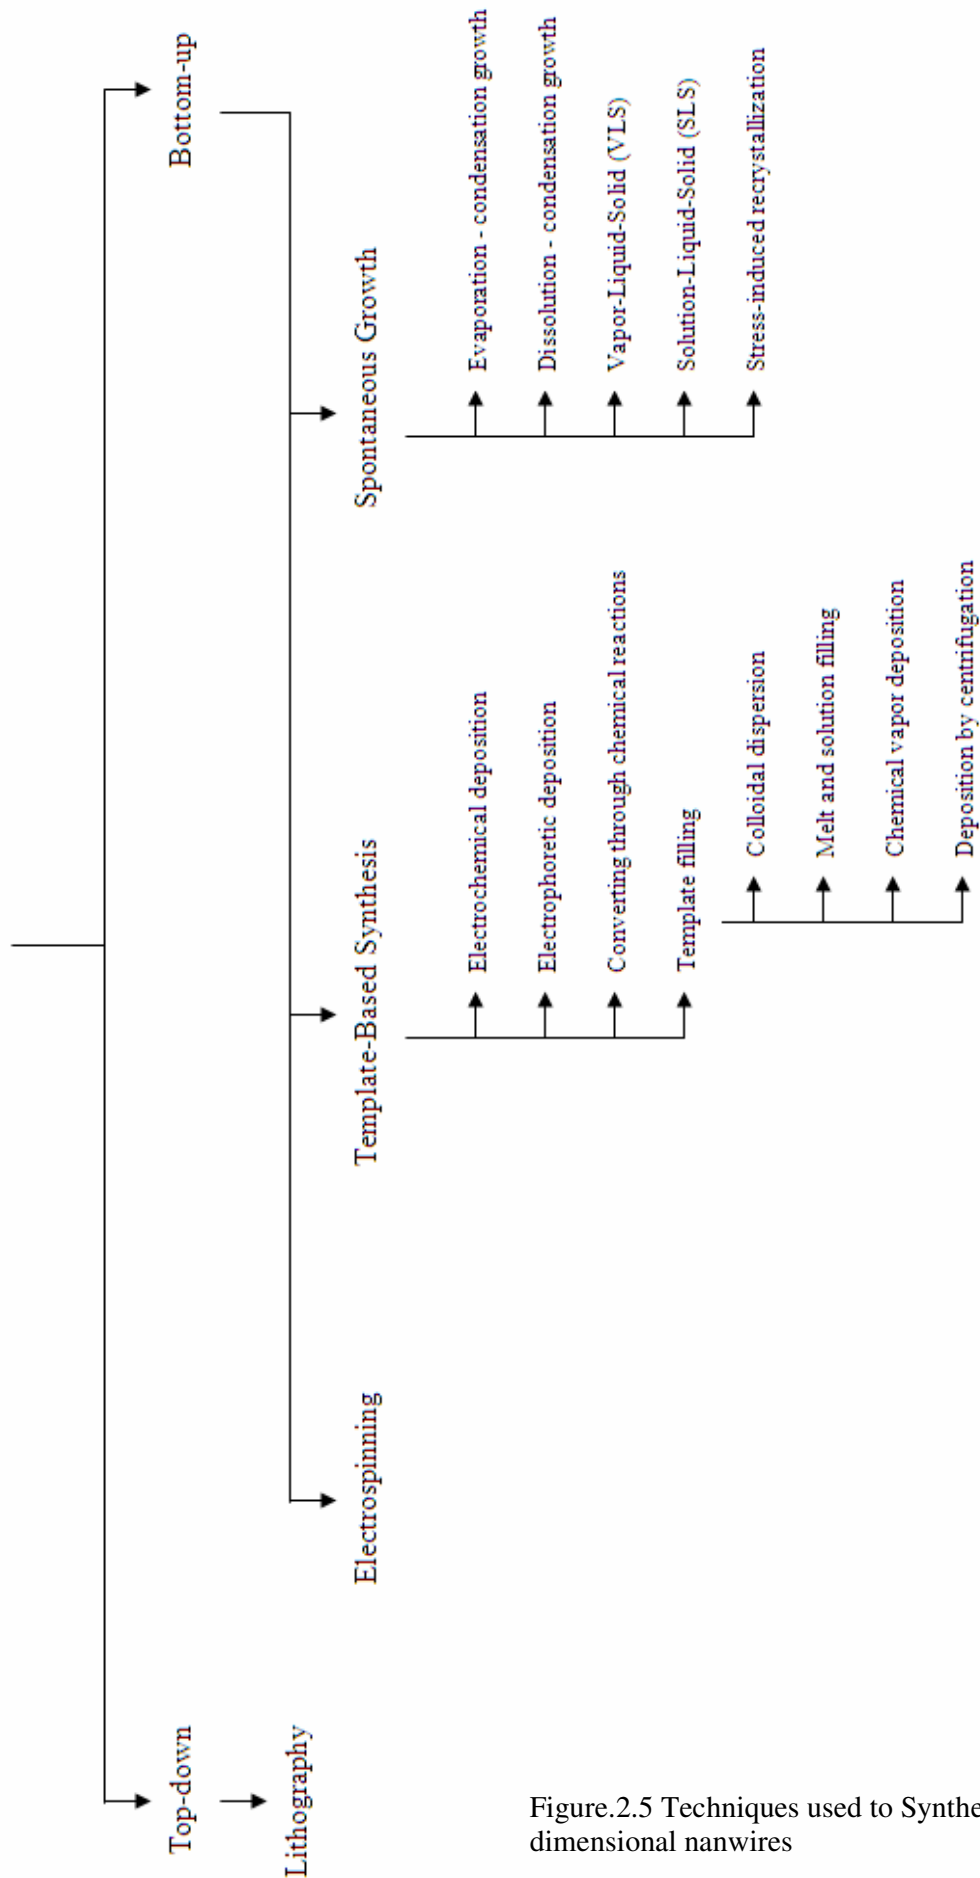 Top-down
Lithography
Bottom-up
Electrospinning
Template-Based Synthesis
Electrochemical deposition
Electrophoretic deposition
Converting through chemical reactions
Template filling
Colloidal dispersion
Melt and solution filling
Chemical vapor deposition
Deposition by centrifugation
Spontaneous Growth
Evaporation - condensation growth
Dissolution - condensation growth
Vapor-Liquid-Solid (VLS)
Solution-Liquid-Solid (SLS)
Stress-induced recrystallization
Figure.2.5 Techniques used to
dimensional nanwires